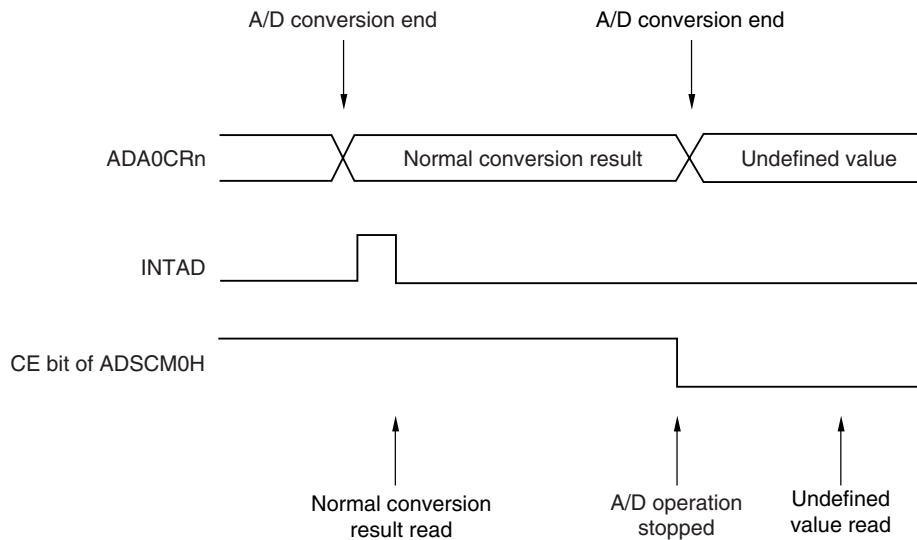 A/D conversion end
A/D conversion end
ADA0CRn
Normal conversion result
Undefined value
INTAD
CE bit of ADSCM0H
Normal conversion
result read
A/D operation
stopped
Undefined
value read